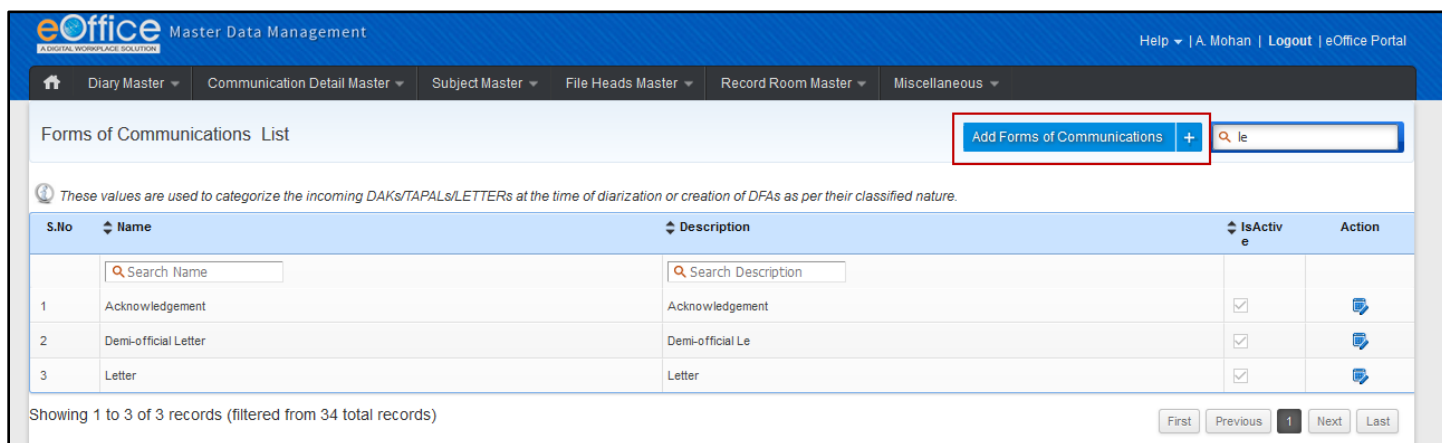 eOffice Master Data Management
A DIGITAL WORKPLACE SOLUTION
Help | A. Mohan | Logout | eOffice Portal
Diary Master Communication Detail Master Subject Master File Heads Master Record Room Master Miscellaneous
Forms of Communications List Add Forms of Communications + le
These values are used to categorize the incoming DAKs/TAPALs/LETTERs at the time of diarization or creation of DFAs as per their classified nature.
S.No Name Description IsActiv
e Action
Search Name Search Description
1 Acknowledgement Acknowledgement
2 Demi-official Letter Demi-official Le
3 Letter Letter
Showing 1 to 3 of 3 records (filtered from 34 total records) First Previous 1 Next Last